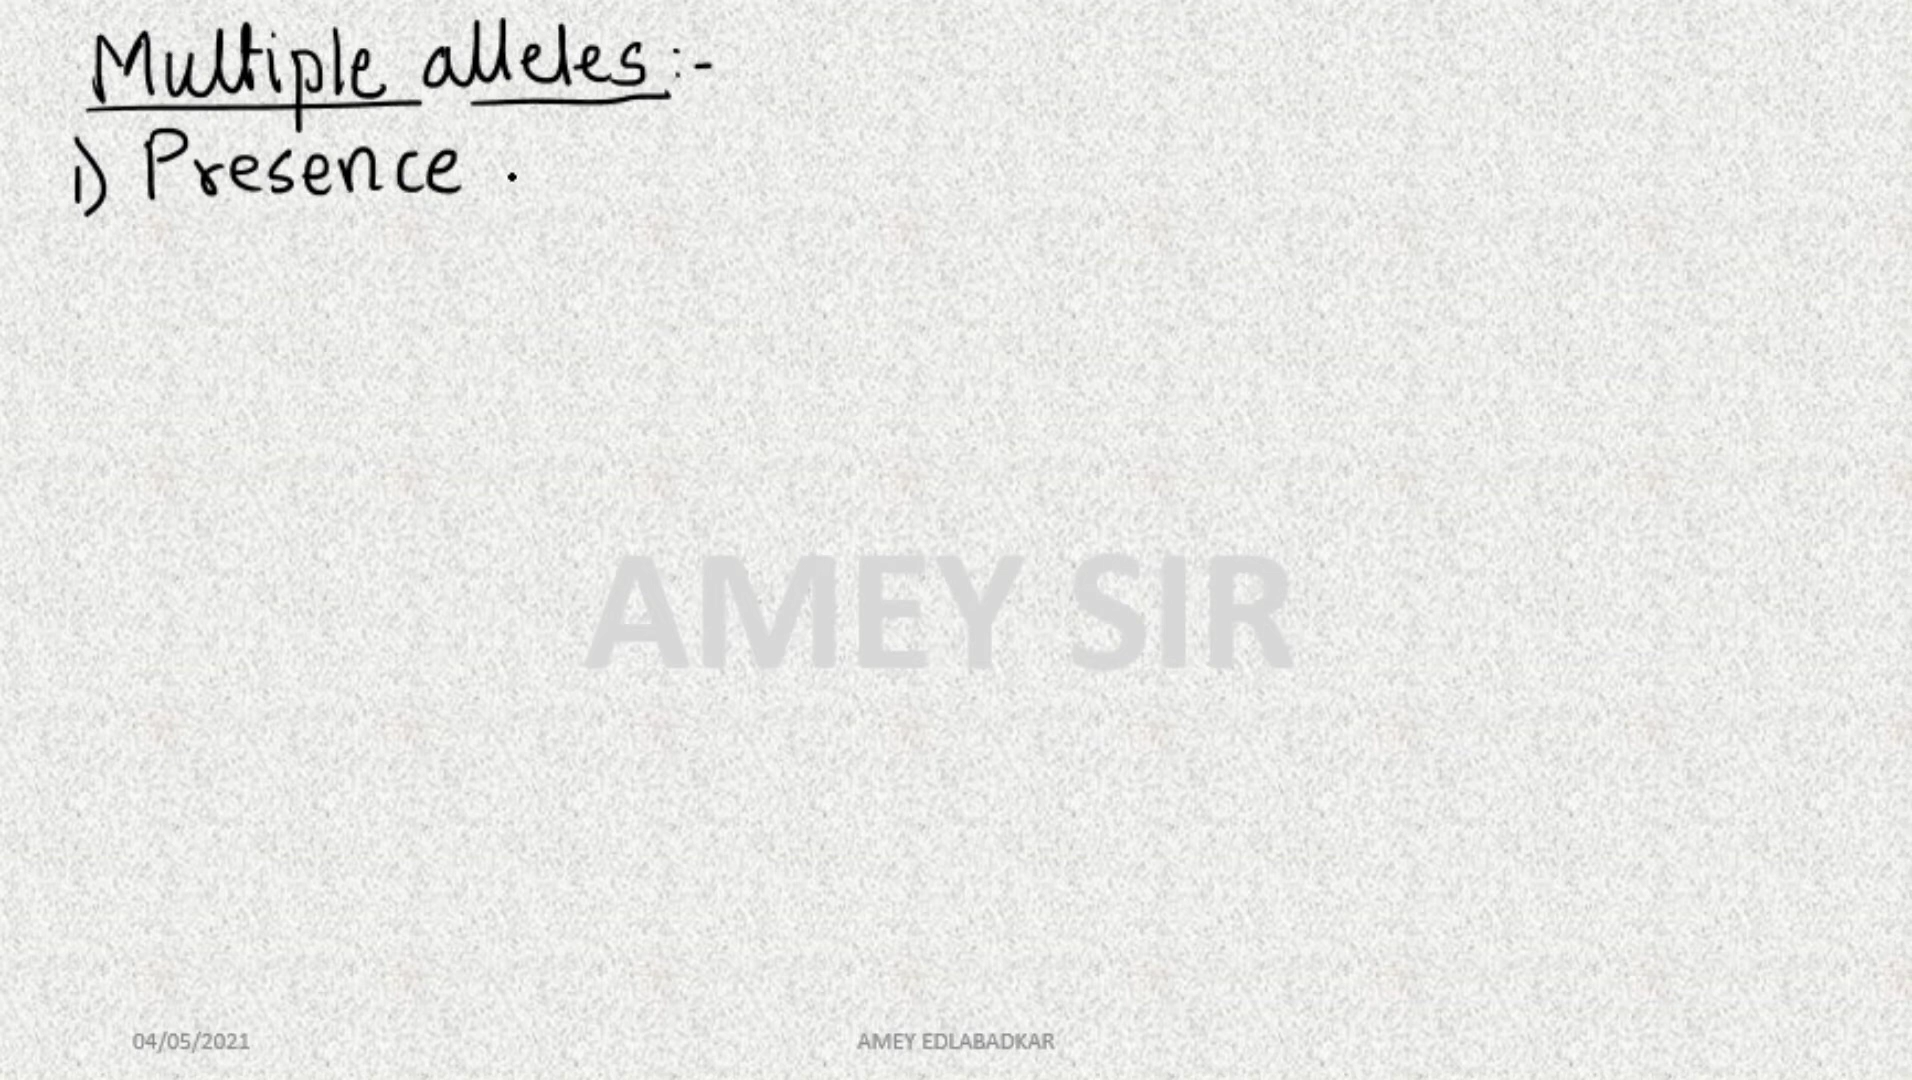 Multiple alleles :-
1) Presence
AMEY SIR
04/05/2021
AMEY EDLABADKAR